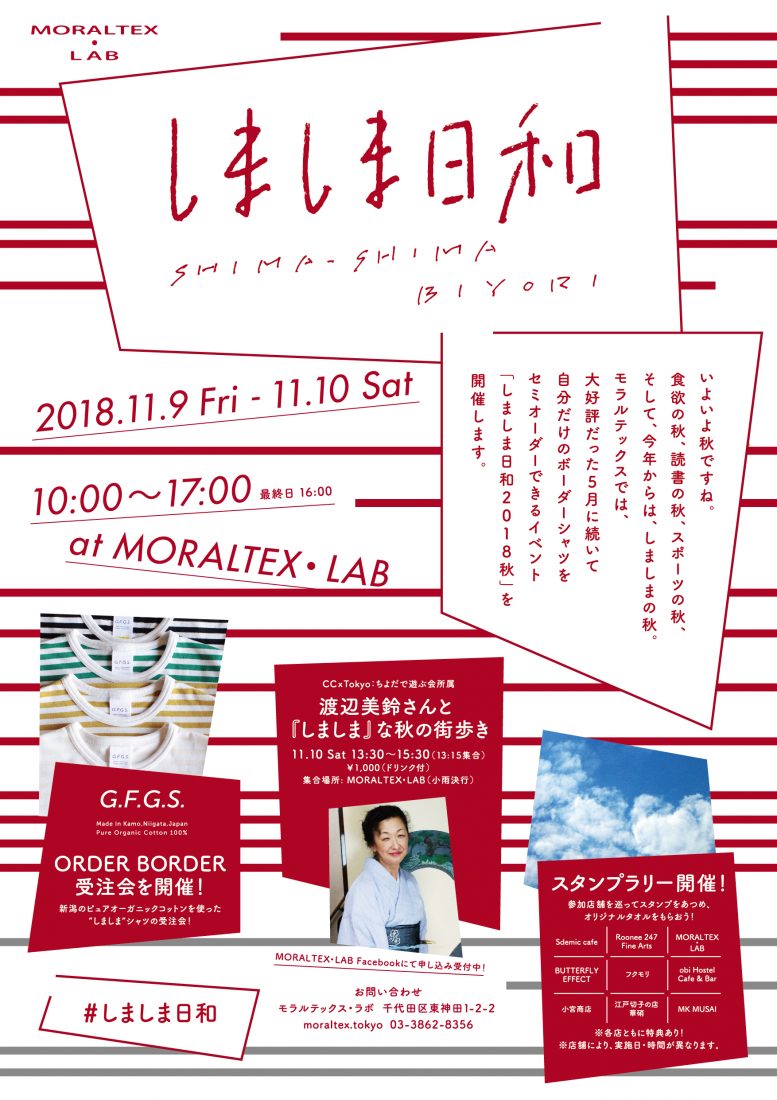 MORALTEX
・
LAB
しましま日和
SHIMA-SHIMA
BIYORI
いよいよ秋ですね。
食欲の秋、読書の秋、スポーツの秋、
そして、今年からは、しましまの秋。
モラルテックスでは、
大好評だった5月に続いて
自分だけのボーダーシャツを
セミオーダーできるイベント
「しましま日和2018秋」を
開催します。
2018.11.9 Fri - 11.10 Sat
10:00〜17:00 最終日 16:00
at MORALTEX・LAB
G.F.G.S.
G.F.G.S.
G.F.G.S.
G.F.G.S.
Made In Kamo,Niigata,Japan
Pure Organic Cotton 100%
ORDER BORDER
受注会を開催！
新潟のピュアオーガニックコットンを使った
“しましま”シャツの受注会！
CCxTokyo：ちよだで遊ぶ会所属
渡辺美鈴さんと
『しましま』な秋の街歩き
11.10 Sat 13:30〜15:30（13:15集合）
¥1,000（ドリンク付）
集合場所: MORALTEX・LAB（小雨決行）
MORALTEX・LAB Facebookにて申し込み受付中！
スタンプラリー開催！
参加店舗を巡ってスタンプをあつめ、
オリジナルタオルをもらおう！
Sdemic cafe
Roonee 247
Fine Arts
MORALTEX
・
LAB
BUTTERFLY
EFFECT
フクモリ
obi Hostel
Cafe & Bar
小宮商店
江戸切子の店
華硝
MK MUSAI
※各店ともに特典あり！
※店舗により、実施日・時間が異なります。
#しましま日和
お問い合わせ
モラルテックス・ラボ 千代田区東神田1-2-2
moraltex.tokyo 03-3862-8356